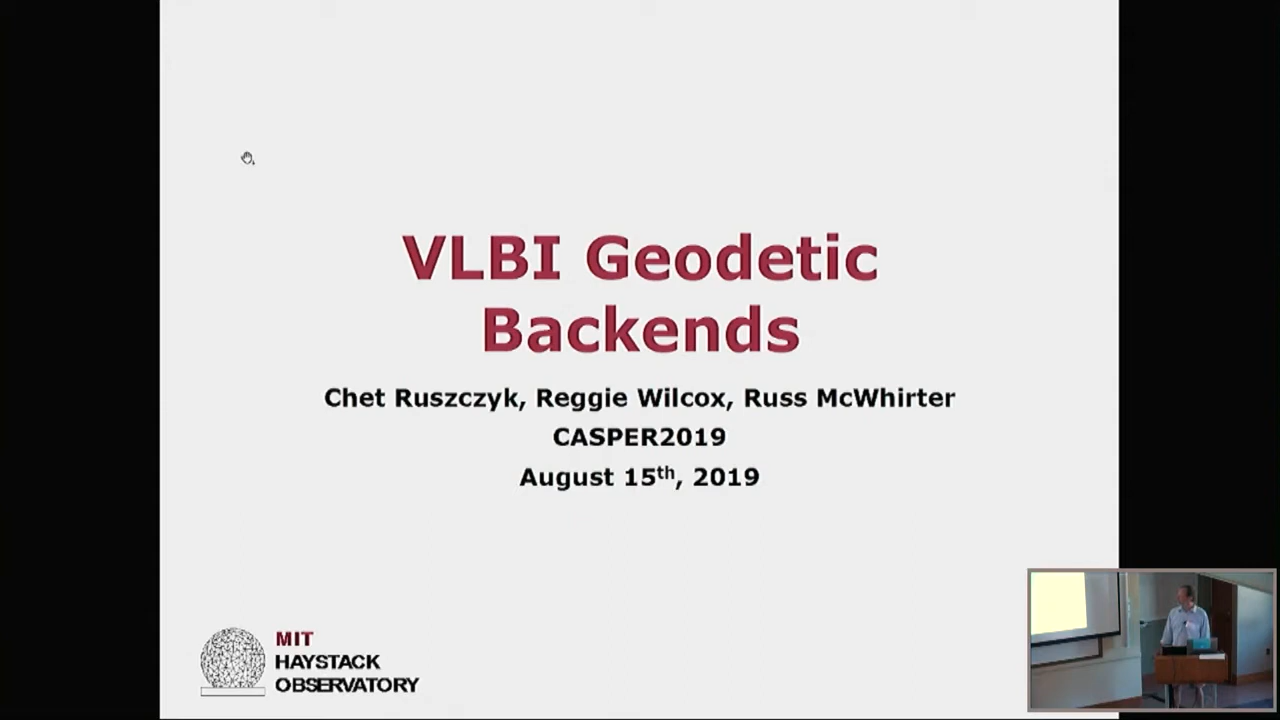 VLBI Geodetic
Backends
Chet Ruszczyk, Reggie Wilcox, Russ McWhirter
CASPER2019
August 15th, 2019
MIT
HAYSTACK
OBSERVATORY